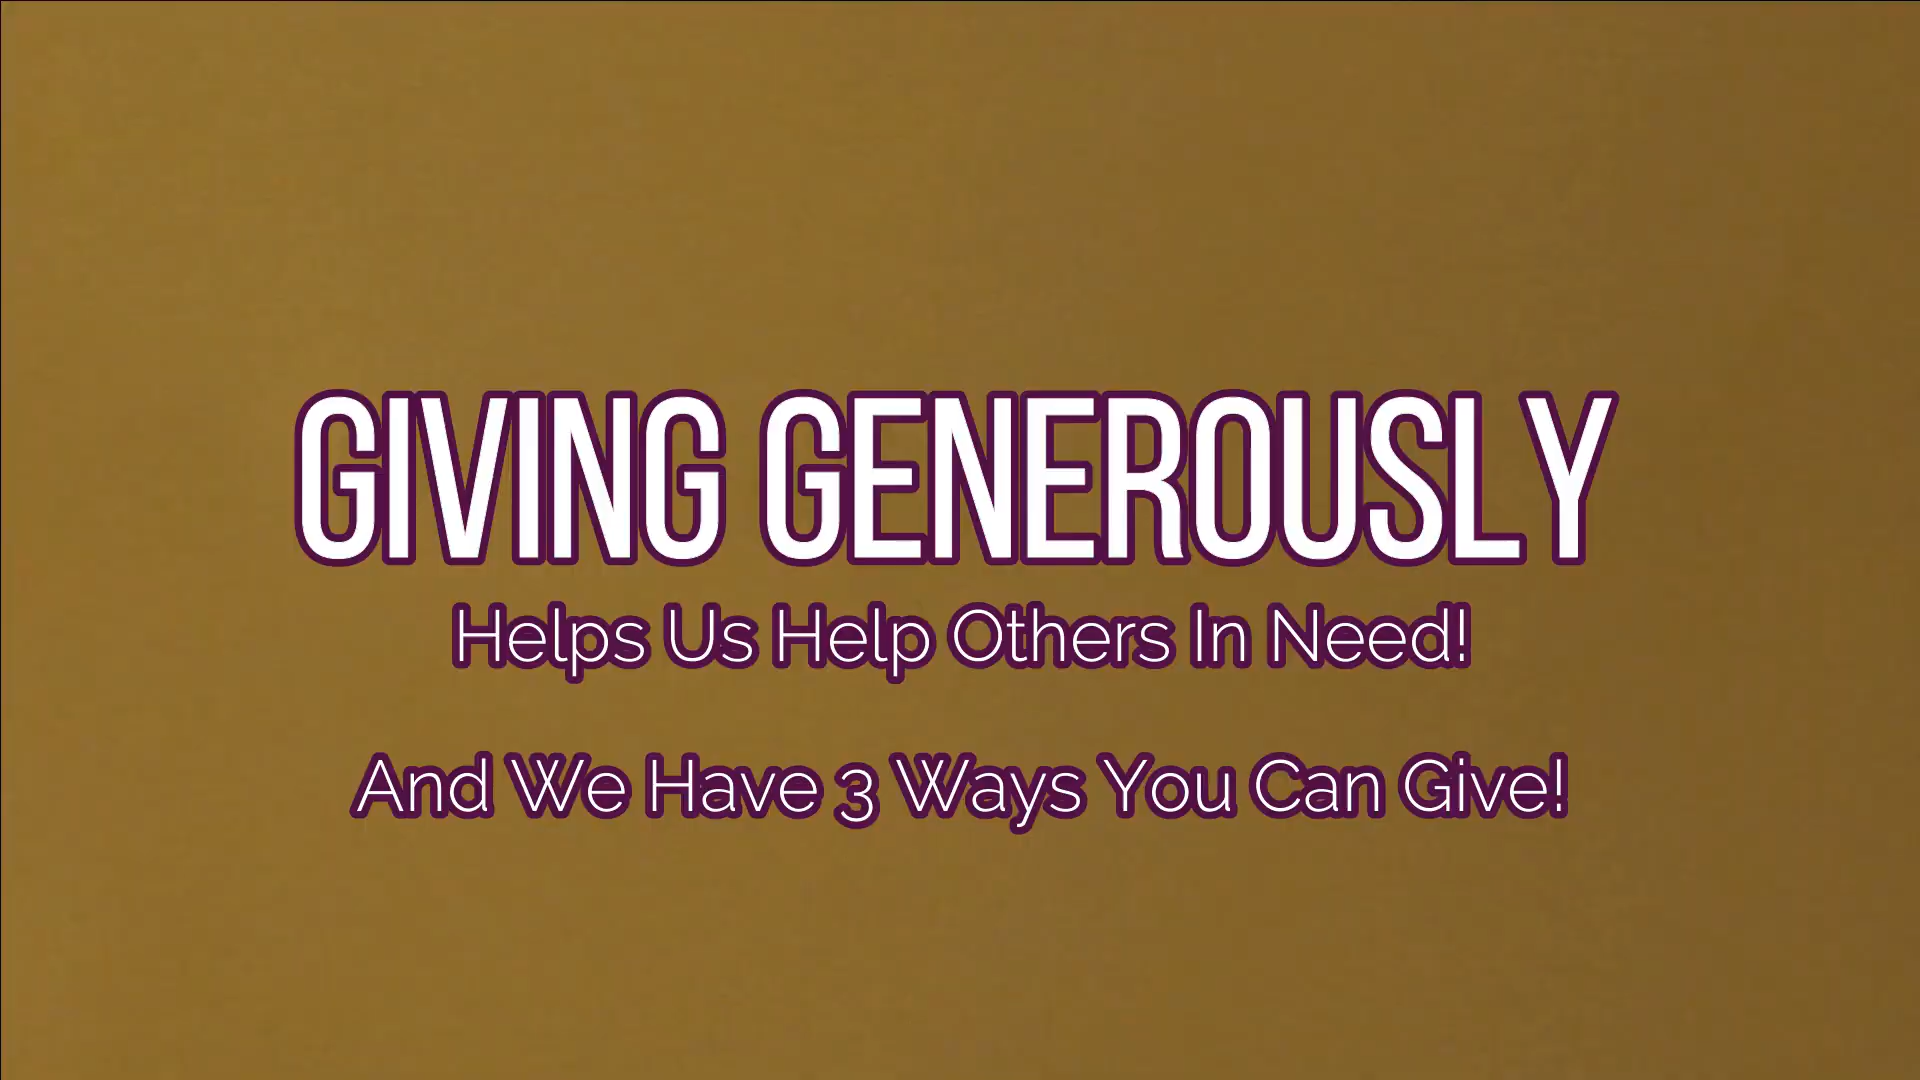 GIVING GENEROUSLY
Helps Us Help Others In Need!
And We Have 3 Ways You Can Give!